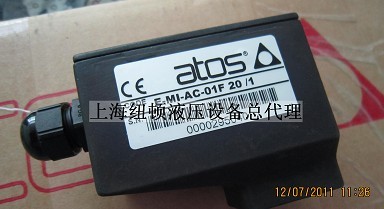 CE atos®
E-MI-AC-01F 20 /1
上海纽顿液压设备总代理
12/07/2011 11:26